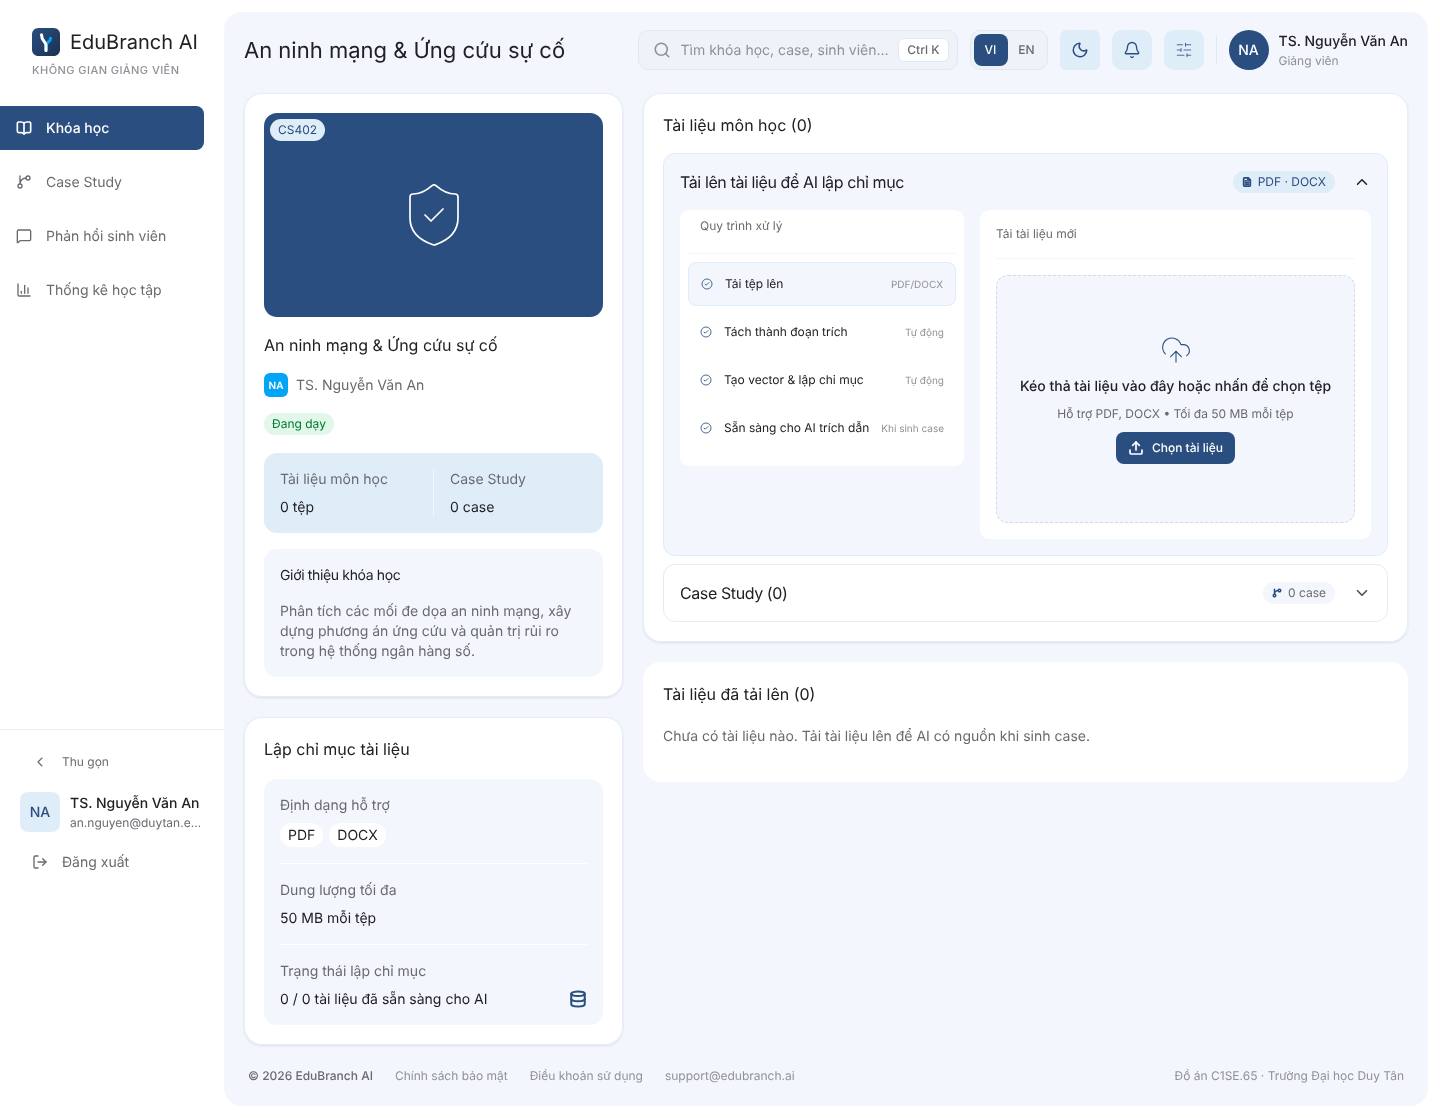 EduBranch AI
KHÔNG GIAN GIẢNG VIÊN
Khóa học
Case Study
Phản hồi sinh viên
Thống kê học tập
Thu gọn
NA
TS. Nguyễn Văn An
an.nguyen@duytan.e...
Đăng xuất
An ninh mạng & Ứng cứu sự cố
Tìm khóa học, case, sinh viên...
Ctrl K
VI
EN
NA
TS. Nguyễn Văn An
Giảng viên
CS402
An ninh mạng & Ứng cứu sự cố
NA
TS. Nguyễn Văn An
Đang dạy
Tài liệu môn học
0 tệp
Case Study
0 case
Giới thiệu khóa học
Phân tích các mối đe dọa an ninh mạng, xây
dựng phương án ứng cứu và quản trị rủi ro
trong hệ thống ngân hàng số.
Lập chỉ mục tài liệu
Định dạng hỗ trợ
PDF
DOCX
Dung lượng tối đa
50 MB mỗi tệp
Trạng thái lập chỉ mục
0 / 0 tài liệu đã sẵn sàng cho AI
Tài liệu môn học (0)
Tải lên tài liệu để AI lập chỉ mục
PDF · DOCX
Quy trình xử lý
Tải tệp lên
PDF/DOCX
Tách thành đoạn trích
Tự động
Tạo vector & lập chỉ mục
Tự động
Sẵn sàng cho AI trích dẫn
Khi sinh case
Tải tài liệu mới
Kéo thả tài liệu vào đây hoặc nhấn để chọn tệp
Hỗ trợ PDF, DOCX • Tối đa 50 MB mỗi tệp
Chọn tài liệu
Case Study (0)
0 case
Tài liệu đã tải lên (0)
Chưa có tài liệu nào. Tải tài liệu lên để AI có nguồn khi sinh case.
© 2026 EduBranch AI
Chính sách bảo mật
Điều khoản sử dụng
support@edubranch.ai
Đồ án C1SE.65 · Trường Đại học Duy Tân